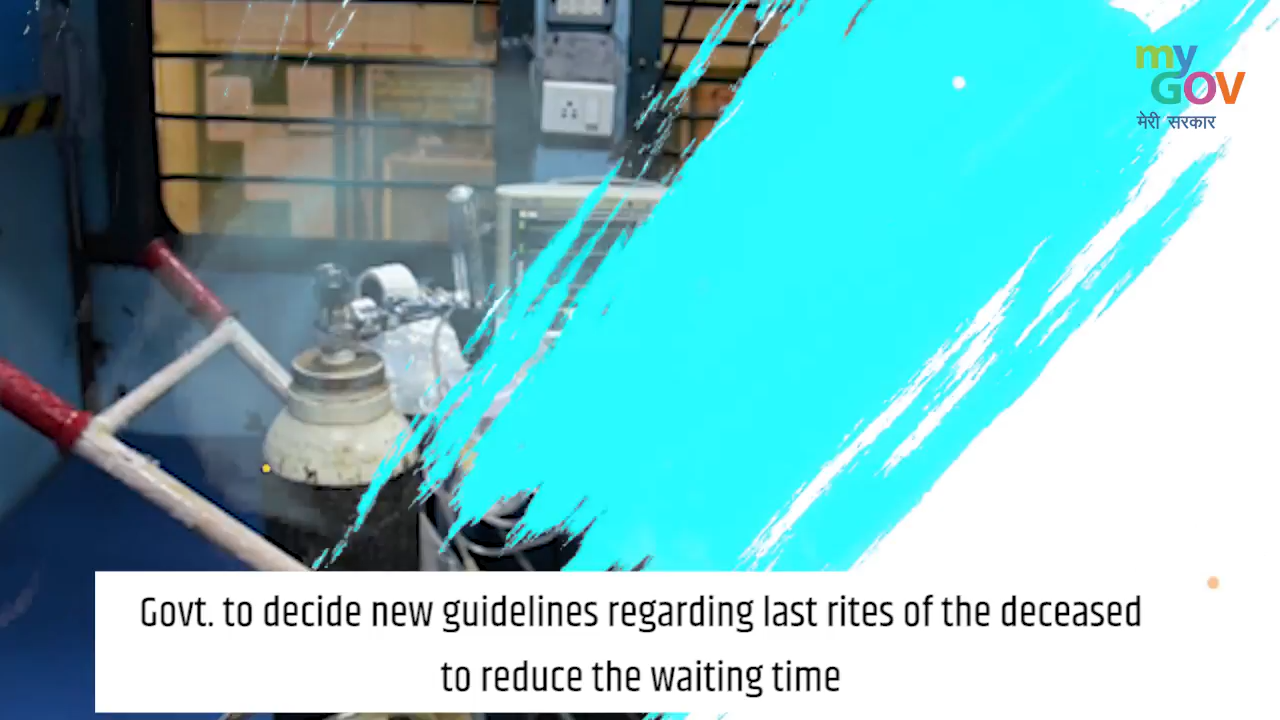 my
GOV
मेरी सरकार
Govt. to decide new guidelines regarding last rites of the deceased
to reduce the waiting time